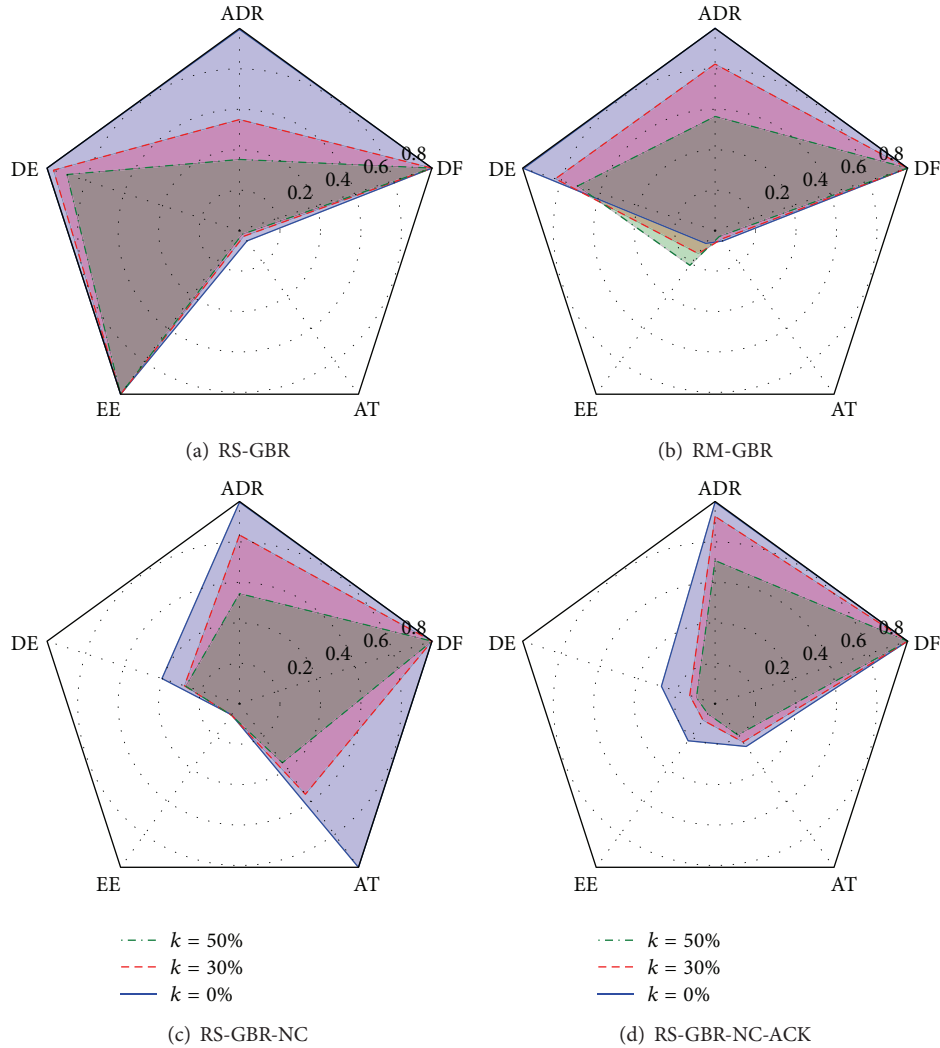 ADR
ADR
DE
0.2
0.4
0.6
0.8
DF
DE
0.2
0.4
0.6
0.8
DF
EE
AT
EE
AT
(a) RS-GBR
(b) RM-GBR
ADR
ADR
DE
0.2
0.4
0.6
0.8
DF
DE
0.2
0.4
0.6
0.8
DF
EE
AT
EE
AT
k = 50%
k = 30%
k = 0%
k = 50%
k = 30%
k = 0%
(c) RS-GBR-NC
(d) RS-GBR-NC-ACK